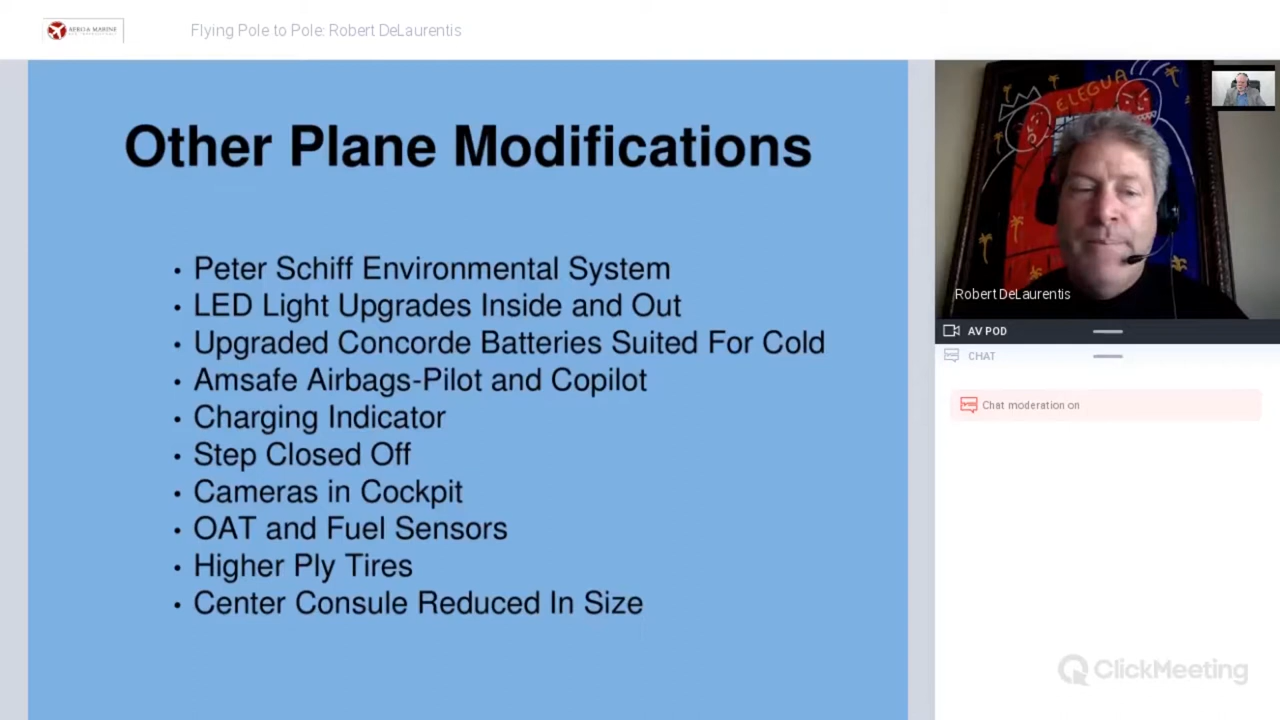 AERO & MARINE
Flying Pole to Pole: Robert DeLaurentis
Other Plane Modifications
• Peter Schiff Environmental System
• LED Light Upgrades Inside and Out
• Upgraded Concorde Batteries Suited For Cold
• Amsafe Airbags-Pilot and Copilot
• Charging Indicator
• Step Closed Off
• Cameras in Cockpit
• OAT and Fuel Sensors
• Higher Ply Tires
• Center Consule Reduced In Size
ELEGUA
Robert DeLaurentis
AV POD
CHAT
Chat moderation on
ClickMeeting